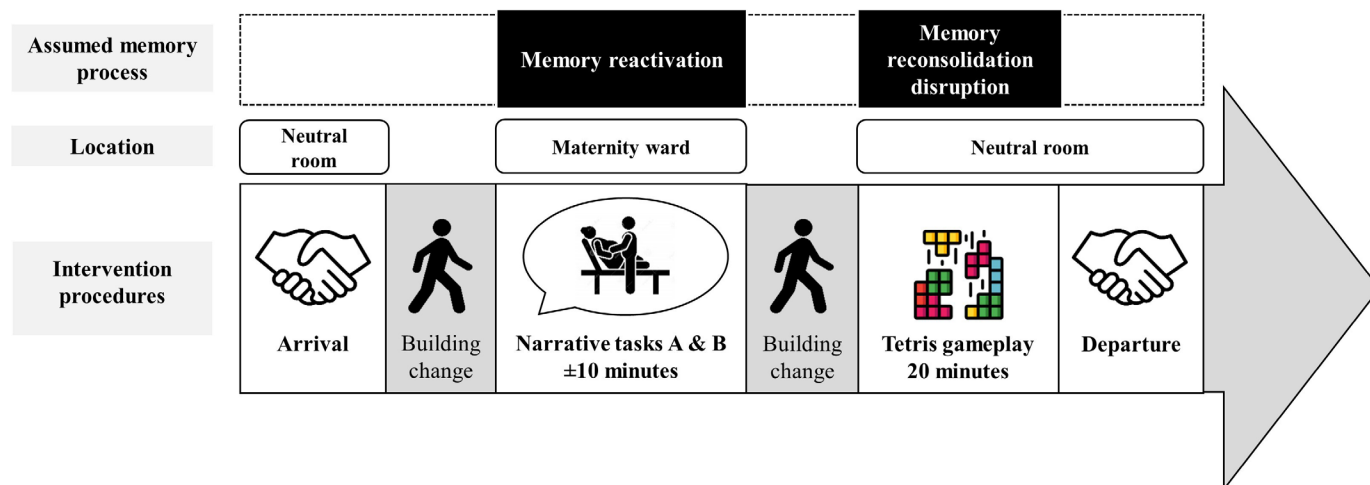 Assumed memory
process
Memory reactivation
Memory
reconsolidation
disruption
Location
Neutral
room
Maternity ward
Neutral room
Intervention
procedures
Arrival
Building
change
Narrative tasks A & B
±10 minutes
Building
change
Tetris gameplay
20 minutes
Departure